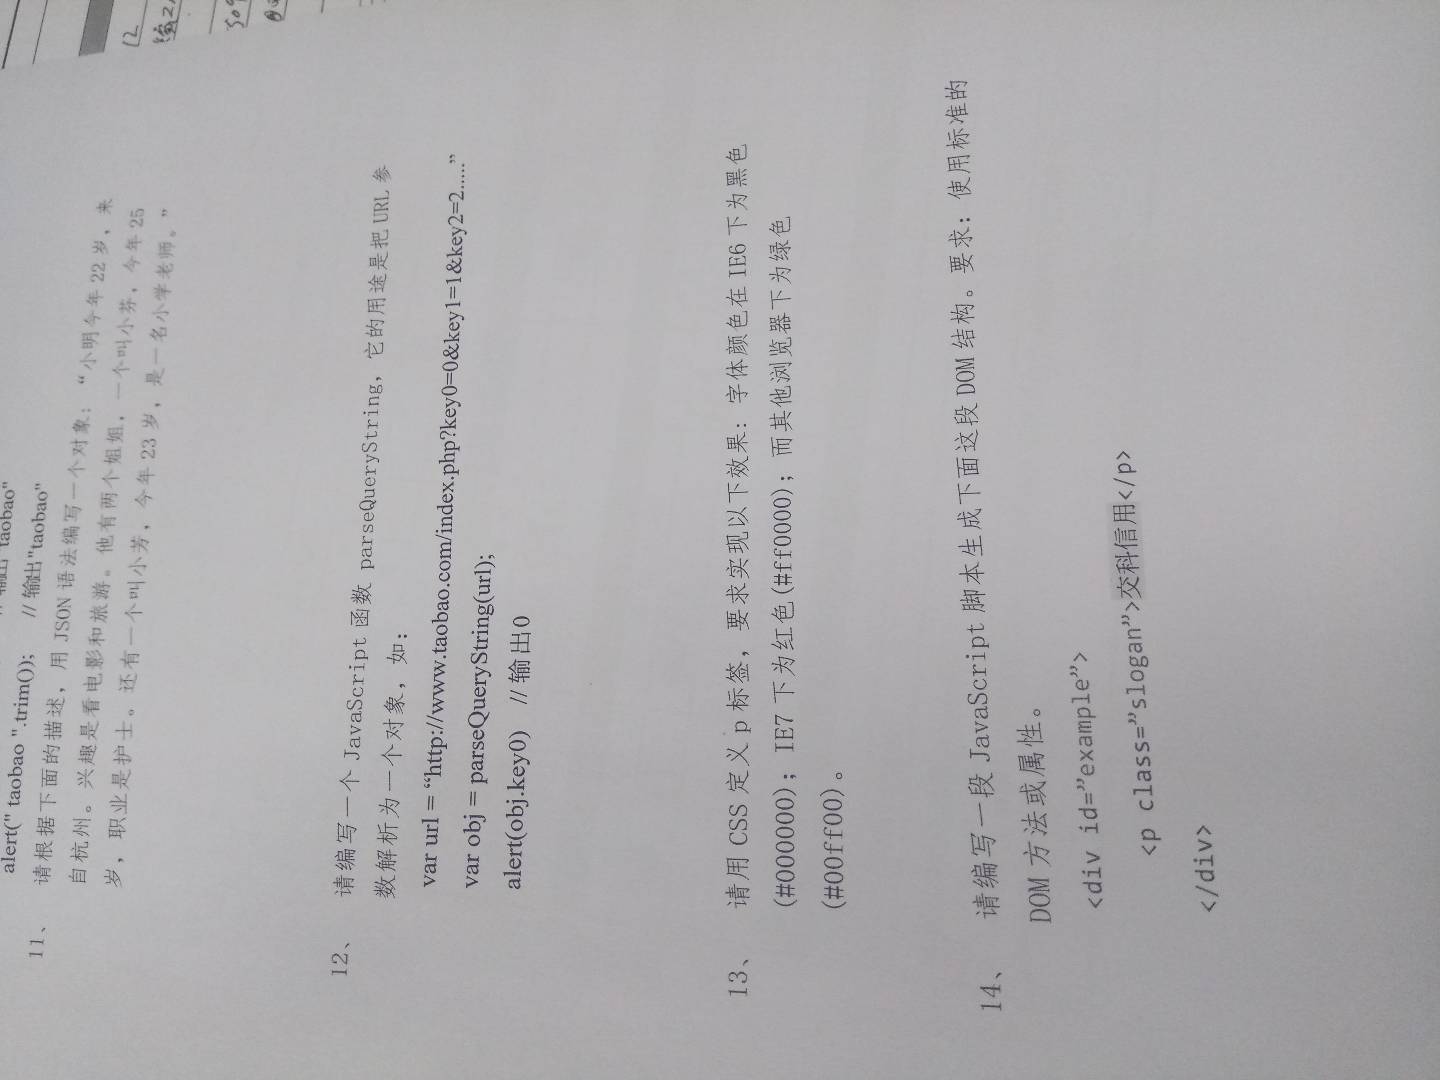 alert(" taobao ".trim()); // 输出"taobao"
11、 请根据下面的描述，用 JSON 语法编写一个对象：“小明今年 22 岁，来
自杭州。兴趣是看电影和旅游。他有两个姐姐，一个叫小芬，今年 25
岁，职业是护士。还有一个叫小芳，今年 23 岁，是一名小学老师。”
12、 请编写一个 JavaScript 函数 parseQueryString，它的用途是把 URL 参
数解析为一个对象，如：
var url = “http://www.taobao.com/index.php?key0=0&key1=1&key2=2.....”
var obj = parseQueryString(url);
alert(obj.key0) // 输出0
13、 请用 CSS 定义 p 标签，要求实现以下效果：字体颜色在 IE6 下为黑色
(#000000)；IE7 下为红色(#ff0000)；而其他浏览器下为绿色
(#00ff00)。
14、 请编写一段 JavaScript 脚本生成下面这段 DOM 结构。要求：使用标准的
DOM 方法或属性。
<div id=”example”>
<p class=”slogan”>交科信用</p>
</div>